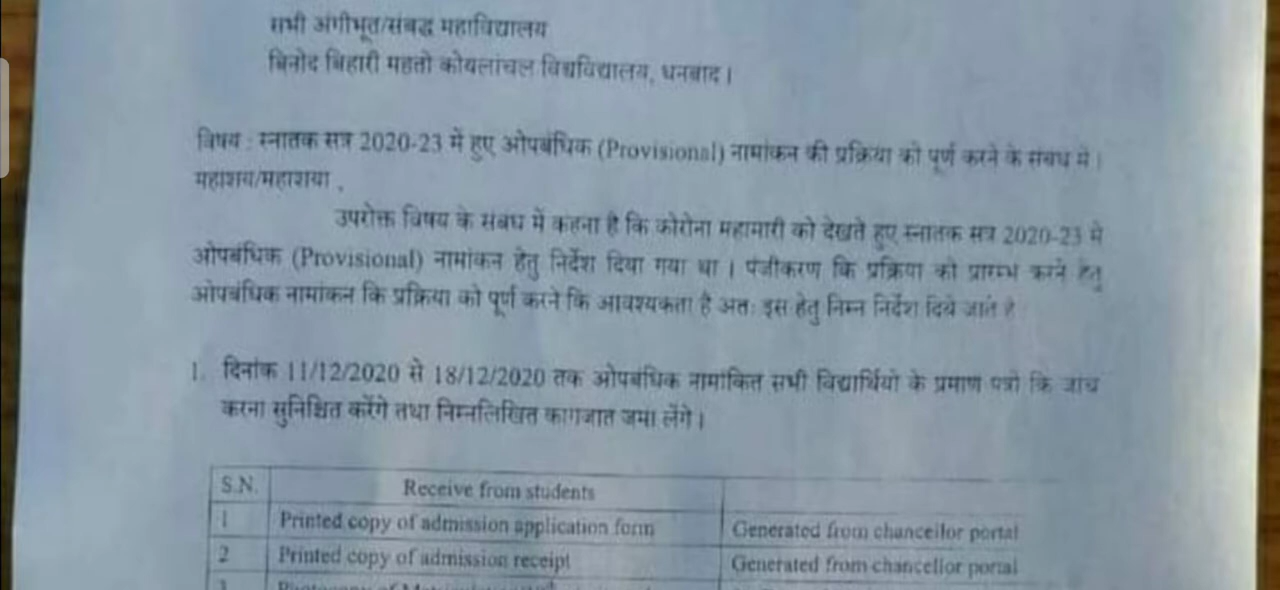 सभी अंगीभूत/संबद्ध महाविद्यालय
बिनोद बिहारी महतो कोयलांचल विश्वविद्यालय, धनबाद।
विषय : स्नातक सत्र 2020-23 में हुए ओपबंधिक (Provisional) नामांकन की प्रक्रिया को पूर्ण करने के संबध में।
महाशय/महाशया ,
उपरोक्त विषय के संबध में कहना है कि कोरोना महामारी को देखते हुए स्नातक सत्र 2020-23 में
ओपबंधिक (Provisional) नामांकन हेतु निर्देश दिया गया था । पंजीकरण कि प्रक्रिया को प्रारम्भ करने हेतु
ओपबंधिक नामांकन कि प्रक्रिया को पूर्ण करने कि आवश्यकता है अतः इस हेतु निम्न निर्देश दिये जाते है
1. दिनांक 11/12/2020 से 18/12/2020 तक ओपबंधिक नामांकित सभी विद्यार्थियों के प्रमाण पत्रो कि जांच
करना सुनिश्चित करेंगे तथा निम्नलिखित कागजात जमा लेंगे।
S.N. Receive from students
1 Printed copy of admission application form Generated from chancellor portal
2 Printed copy of admission receipt Generated from chancellor portal
3 Photocopy of